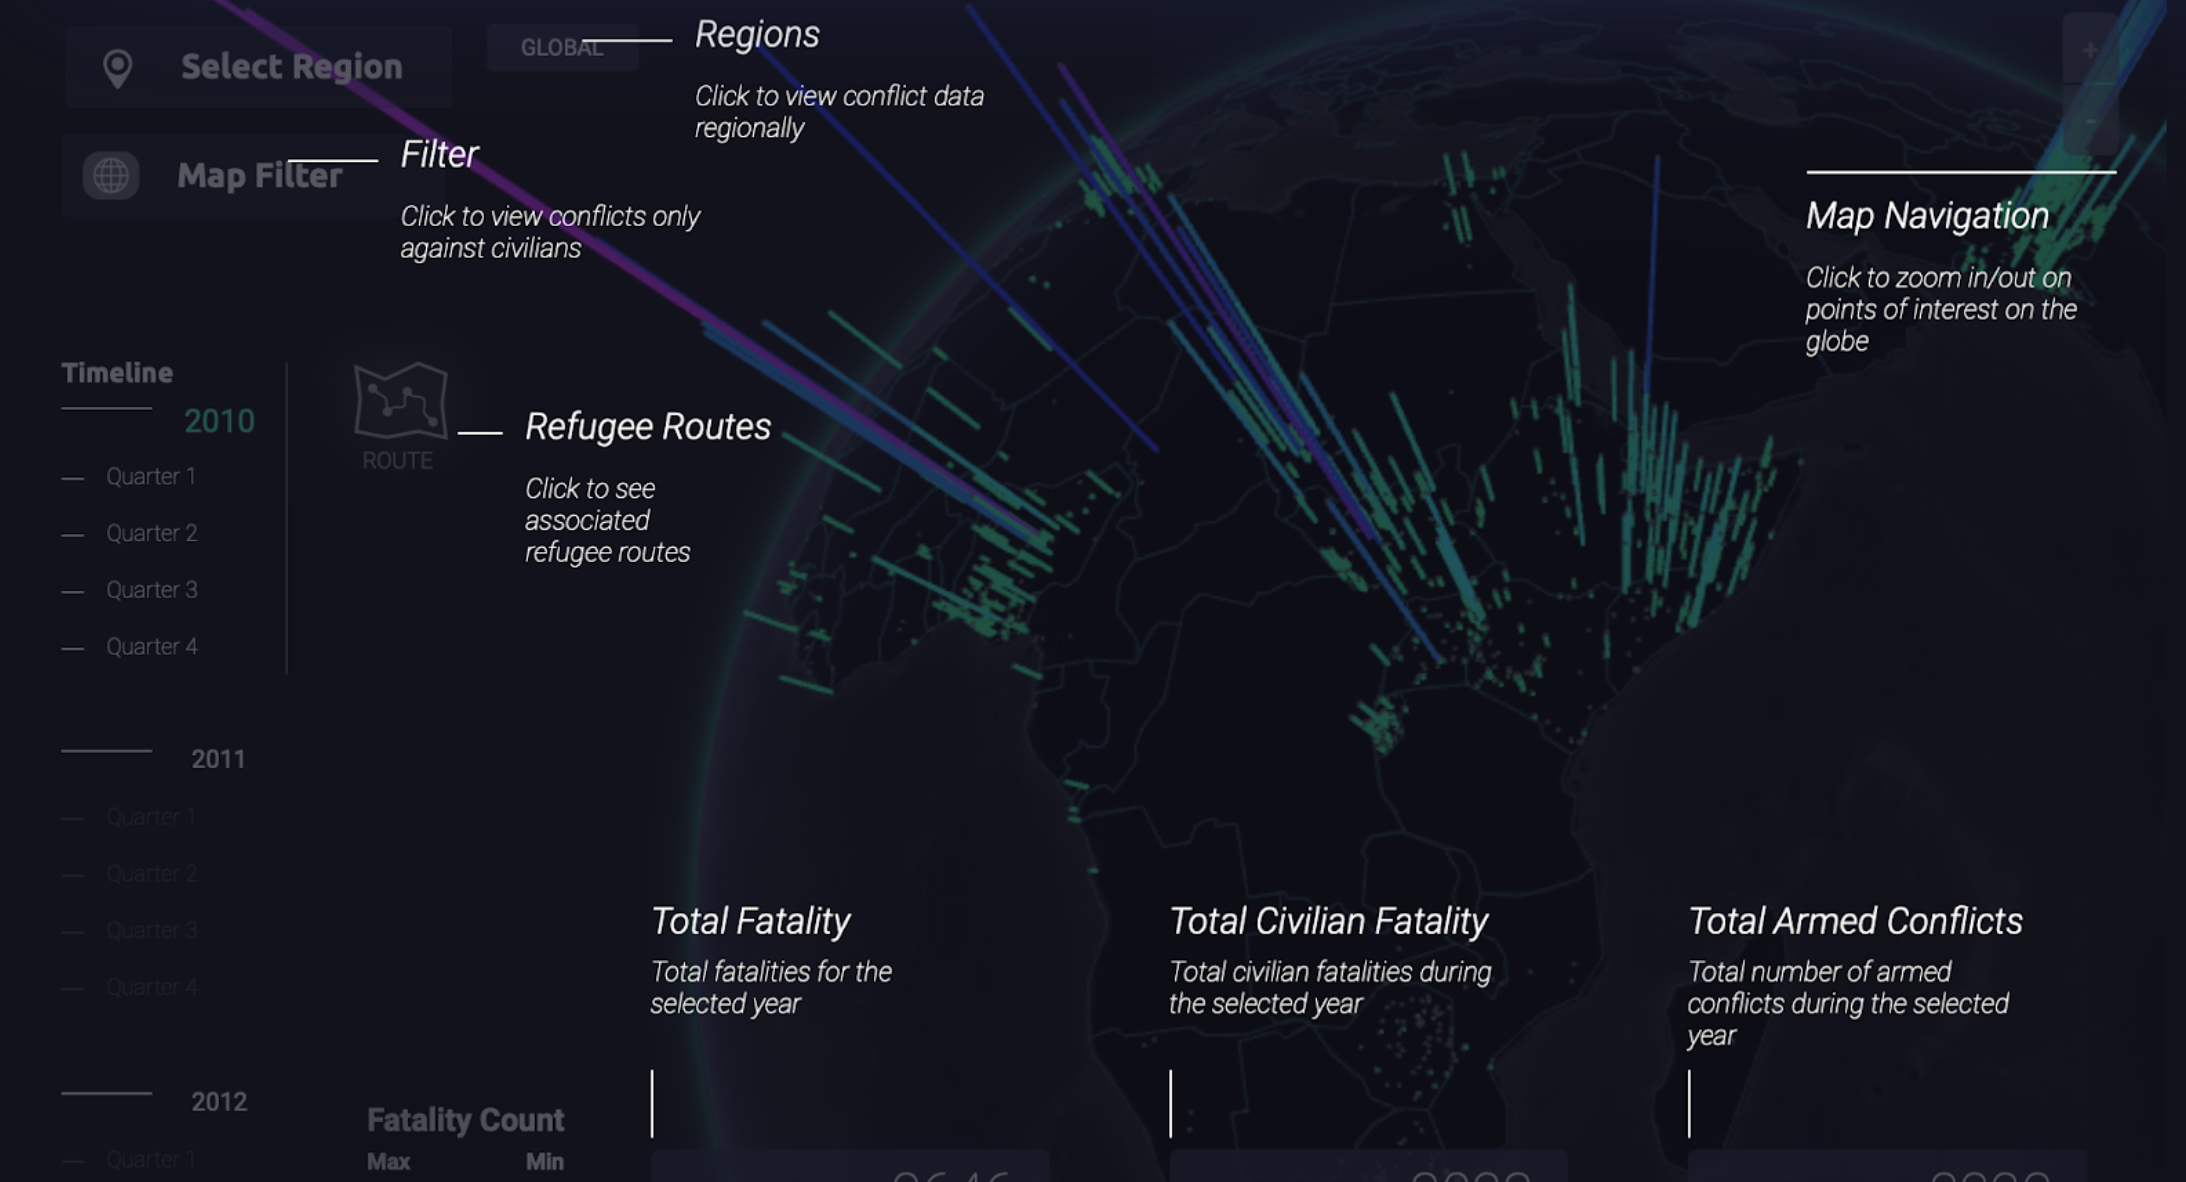 Select Region
GLOBAL
Regions
Click to view conflict data
regionally
Map Filter
Filter
Click to view conflicts only
against civilians
+
-
Map Navigation
Click to zoom in/out on
points of interest on the
globe
Timeline
2010
Quarter 1
Quarter 2
Quarter 3
Quarter 4
ROUTE
Refugee Routes
Click to see
associated
refugee routes
2011
Quarter 1
Quarter 2
Quarter 3
Quarter 4
2012
Quarter 1
Total Fatality
Total fatalities for the
selected year
Total Civilian Fatality
Total civilian fatalities during
the selected year
Total Armed Conflicts
Total number of armed
conflicts during the selected
year
Fatality Count
Max Min